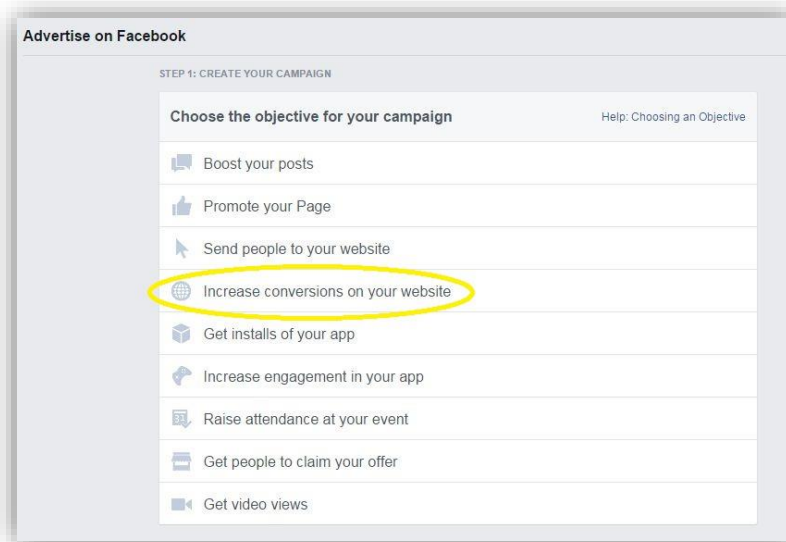 Advertise on Facebook
STEP 1: CREATE YOUR CAMPAIGN
Choose the objective for your campaign
Help: Choosing an Objective
Boost your posts
Promote your Page
Send people to your website
Increase conversions on your website
Get installs of your app
Increase engagement in your app
31
Raise attendance at your event
Get people to claim your offer
Get video views